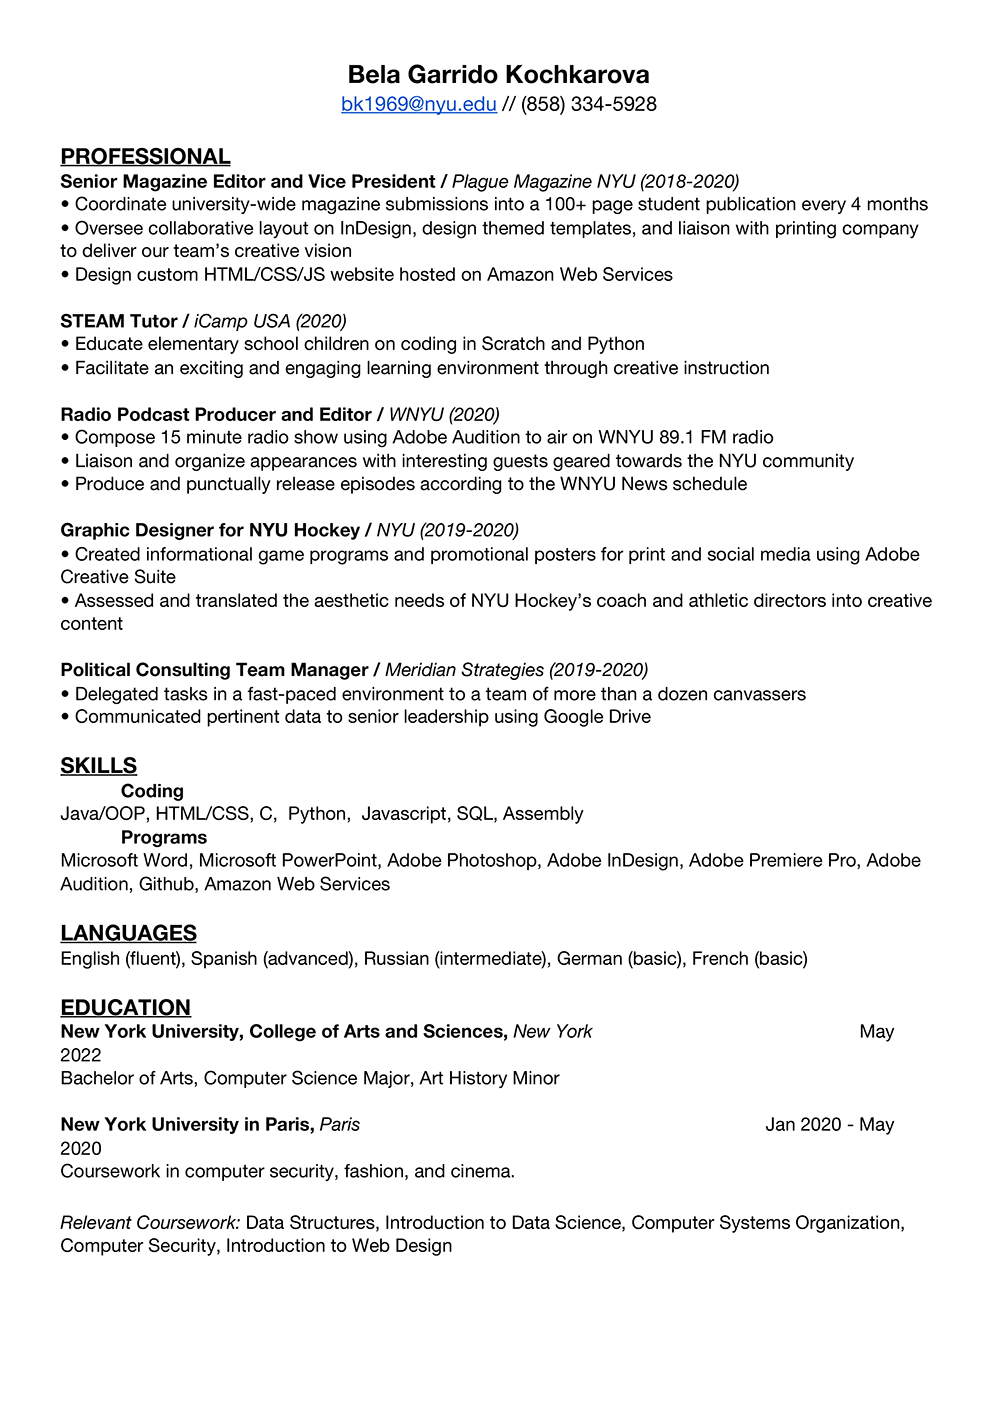 Bela Garrido Kochkarova
bk1969@nyu.edu // (858) 334-5928
PROFESSIONAL
Senior Magazine Editor and Vice President / Plague Magazine NYU (2018-2020)
• Coordinate university-wide magazine submissions into a 100+ page student publication every 4 months
• Oversee collaborative layout on InDesign, design themed templates, and liaison with printing company
to deliver our team’s creative vision
• Design custom HTML/CSS/JS website hosted on Amazon Web Services
STEAM Tutor / iCamp USA (2020)
• Educate elementary school children on coding in Scratch and Python
• Facilitate an exciting and engaging learning environment through creative instruction
Radio Podcast Producer and Editor / WNYU (2020)
• Compose 15 minute radio show using Adobe Audition to air on WNYU 89.1 FM radio
• Liaison and organize appearances with interesting guests geared towards the NYU community
• Produce and punctually release episodes according to the WNYU News schedule
Graphic Designer for NYU Hockey / NYU (2019-2020)
• Created informational game programs and promotional posters for print and social media using Adobe
Creative Suite
• Assessed and translated the aesthetic needs of NYU Hockey’s coach and athletic directors into creative
content
Political Consulting Team Manager / Meridian Strategies (2019-2020)
• Delegated tasks in a fast-paced environment to a team of more than a dozen canvassers
• Communicated pertinent data to senior leadership using Google Drive
SKILLS
Coding
Java/OOP, HTML/CSS, C,  Python,  Javascript, SQL, Assembly
Programs
Microsoft Word, Microsoft PowerPoint, Adobe Photoshop, Adobe InDesign, Adobe Premiere Pro, Adobe
Audition, Github, Amazon Web Services
LANGUAGES
English (fluent), Spanish (advanced), Russian (intermediate), German (basic), French (basic)
EDUCATION
New York University, College of Arts and Sciences, New York May
2022
Bachelor of Arts, Computer Science Major, Art History Minor
New York University in Paris, Paris Jan 2020 - May
2020
Coursework in computer security, fashion, and cinema.
Relevant Coursework: Data Structures, Introduction to Data Science, Computer Systems Organization,
Computer Security, Introduction to Web Design